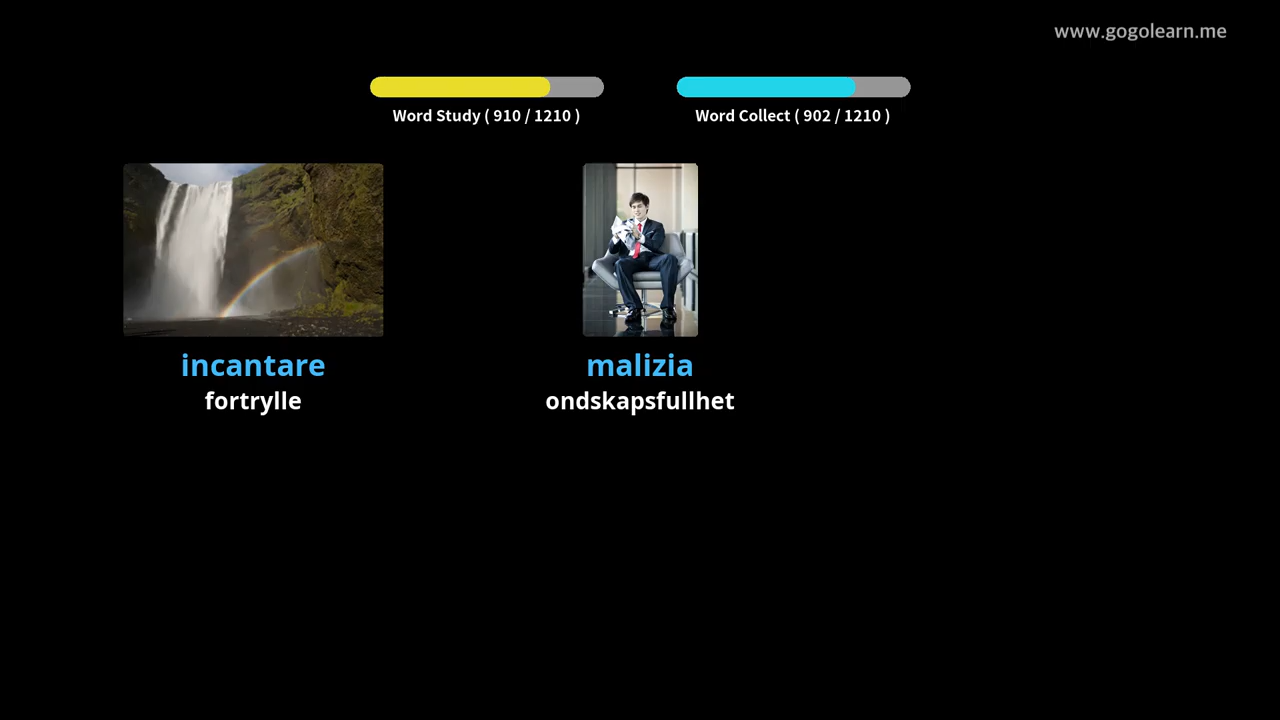 www.gogolearn.me
Word Study ( 910 / 1210 )
Word Collect ( 902 / 1210 )
incantare
fortrylle
malizia
ondskapsfullhet